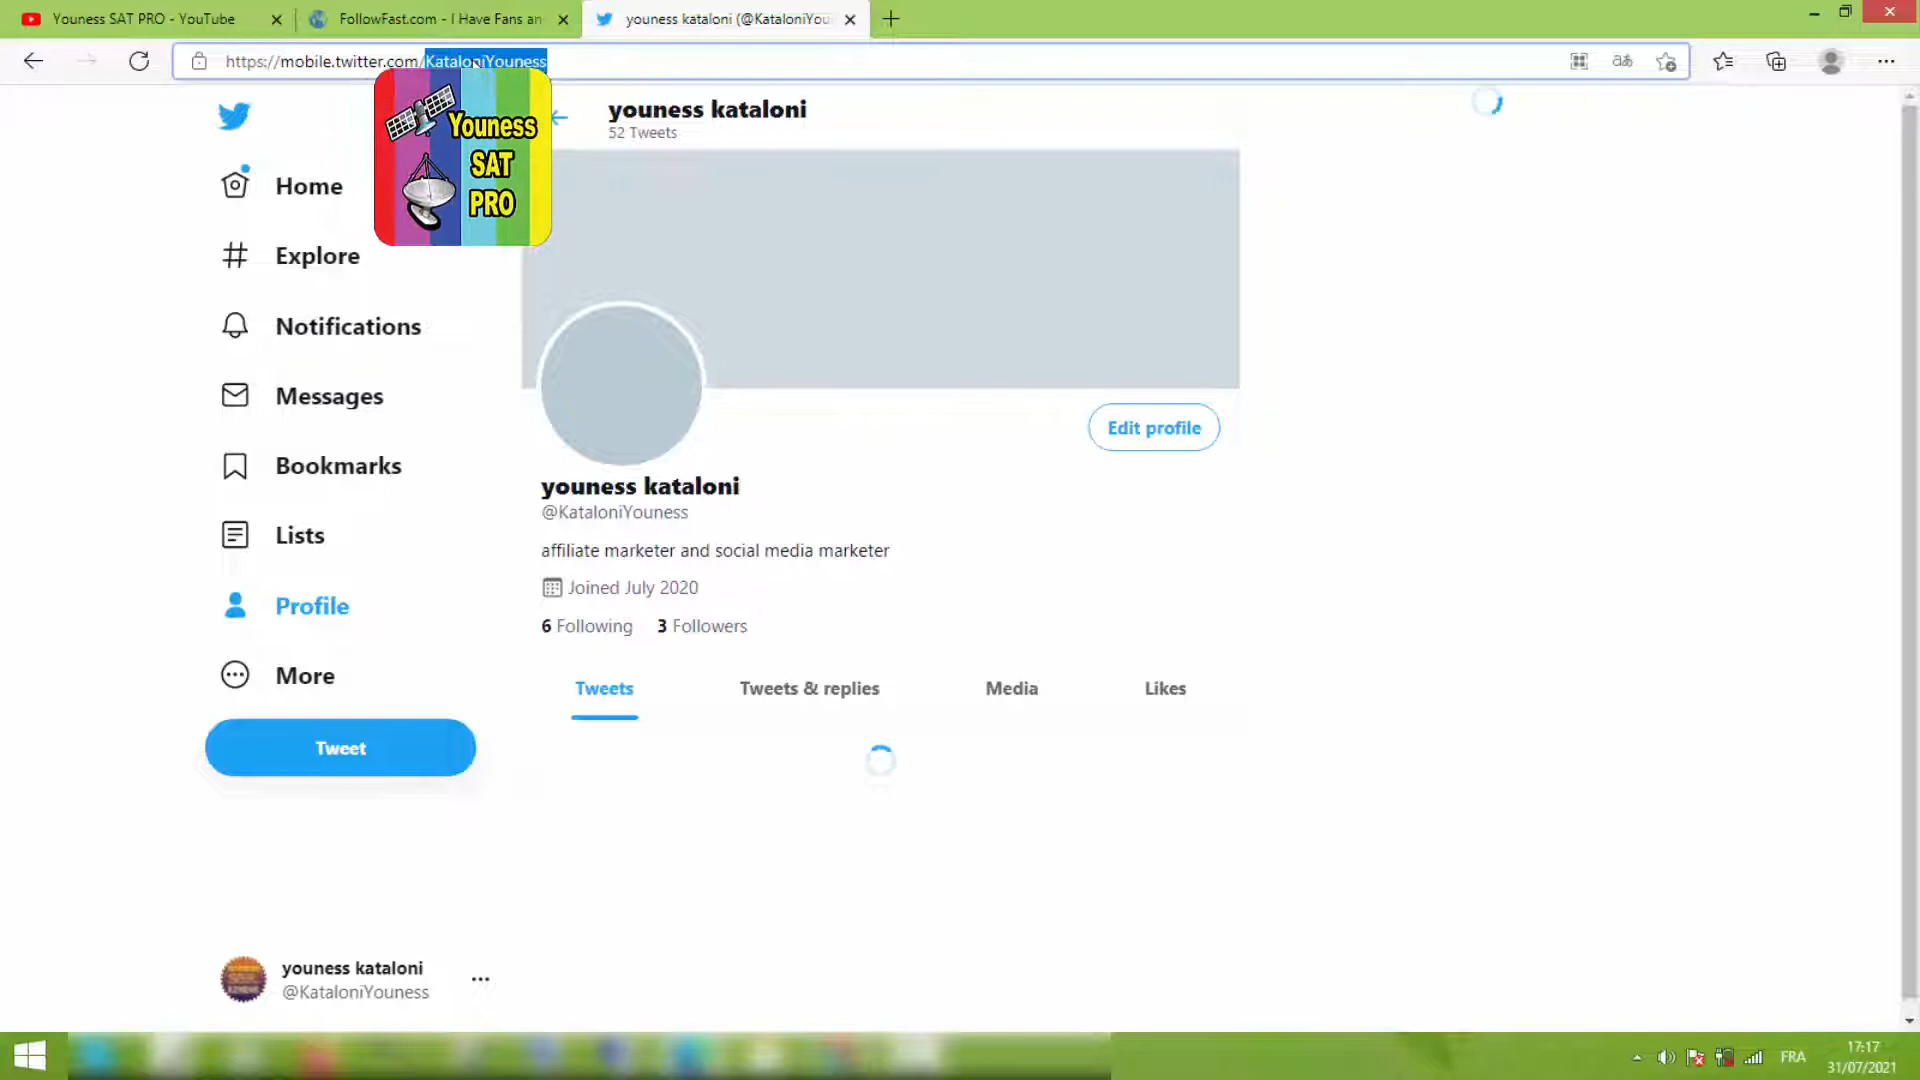 Youness SAT PRO - YouTube
FollowFast.com - I Have Fans an
youness kataloni (@KataloniYou
https://mobile.twitter.com/KataloniYouness
Youness
SAT
PRO
youness kataloni
52 Tweets
Home
Explore
Notifications
Messages
Bookmarks
Lists
Profile
More
Tweet
Edit profile
youness kataloni
@KataloniYouness
affiliate marketer and social media marketer
Joined July 2020
6 Following 3 Followers
Tweets Tweets & replies Media Likes
youness kataloni
@KataloniYouness
FRA
17:17
31/07/2021